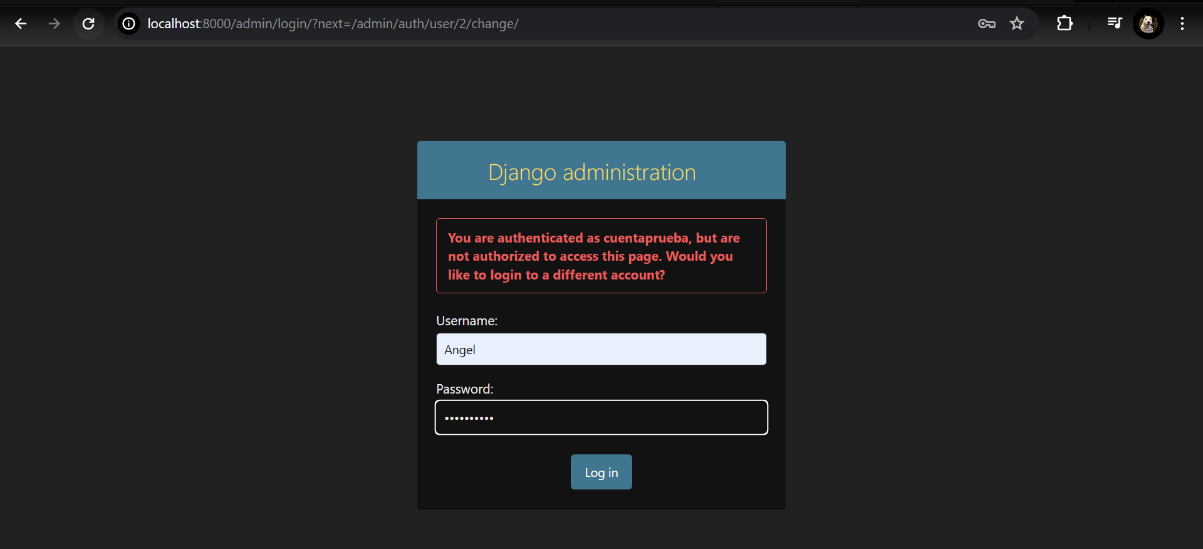 localhost:8000/admin/login/?next=/admin/auth/user/2/change/
Django administration
You are authenticated as cuentaprueba, but are
not authorized to access this page. Would you
like to login to a different account?
Username:
Angel
Password:
••••••••••
Log in